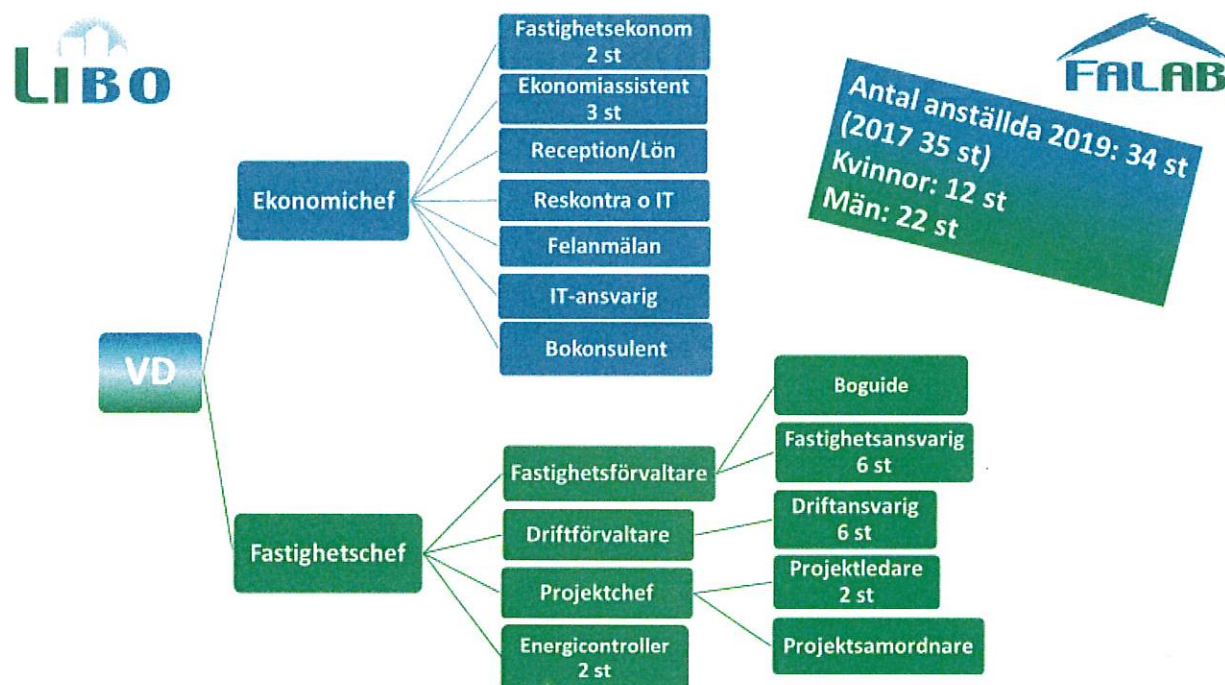 LIBO
FALAB
Antal anställda 2019: 34 st
(2017 35 st)
Kvinnor: 12 st
Män: 22 st
VD
Ekonomichef
Fastighetsekonom
2 st
Ekonomiassistent
3 st
Reception/Lön
Reskontra o IT
Felanmälan
IT-ansvarig
Bokonsulent
Fastighetschef
Fastighetsförvaltare
Boguide
Fastighetsansvarig
6 st
Driftförvaltare
Driftansvarig
6 st
Projektchef
Projektledare
2 st
Projektsamordnare
Energicontroller
2 st